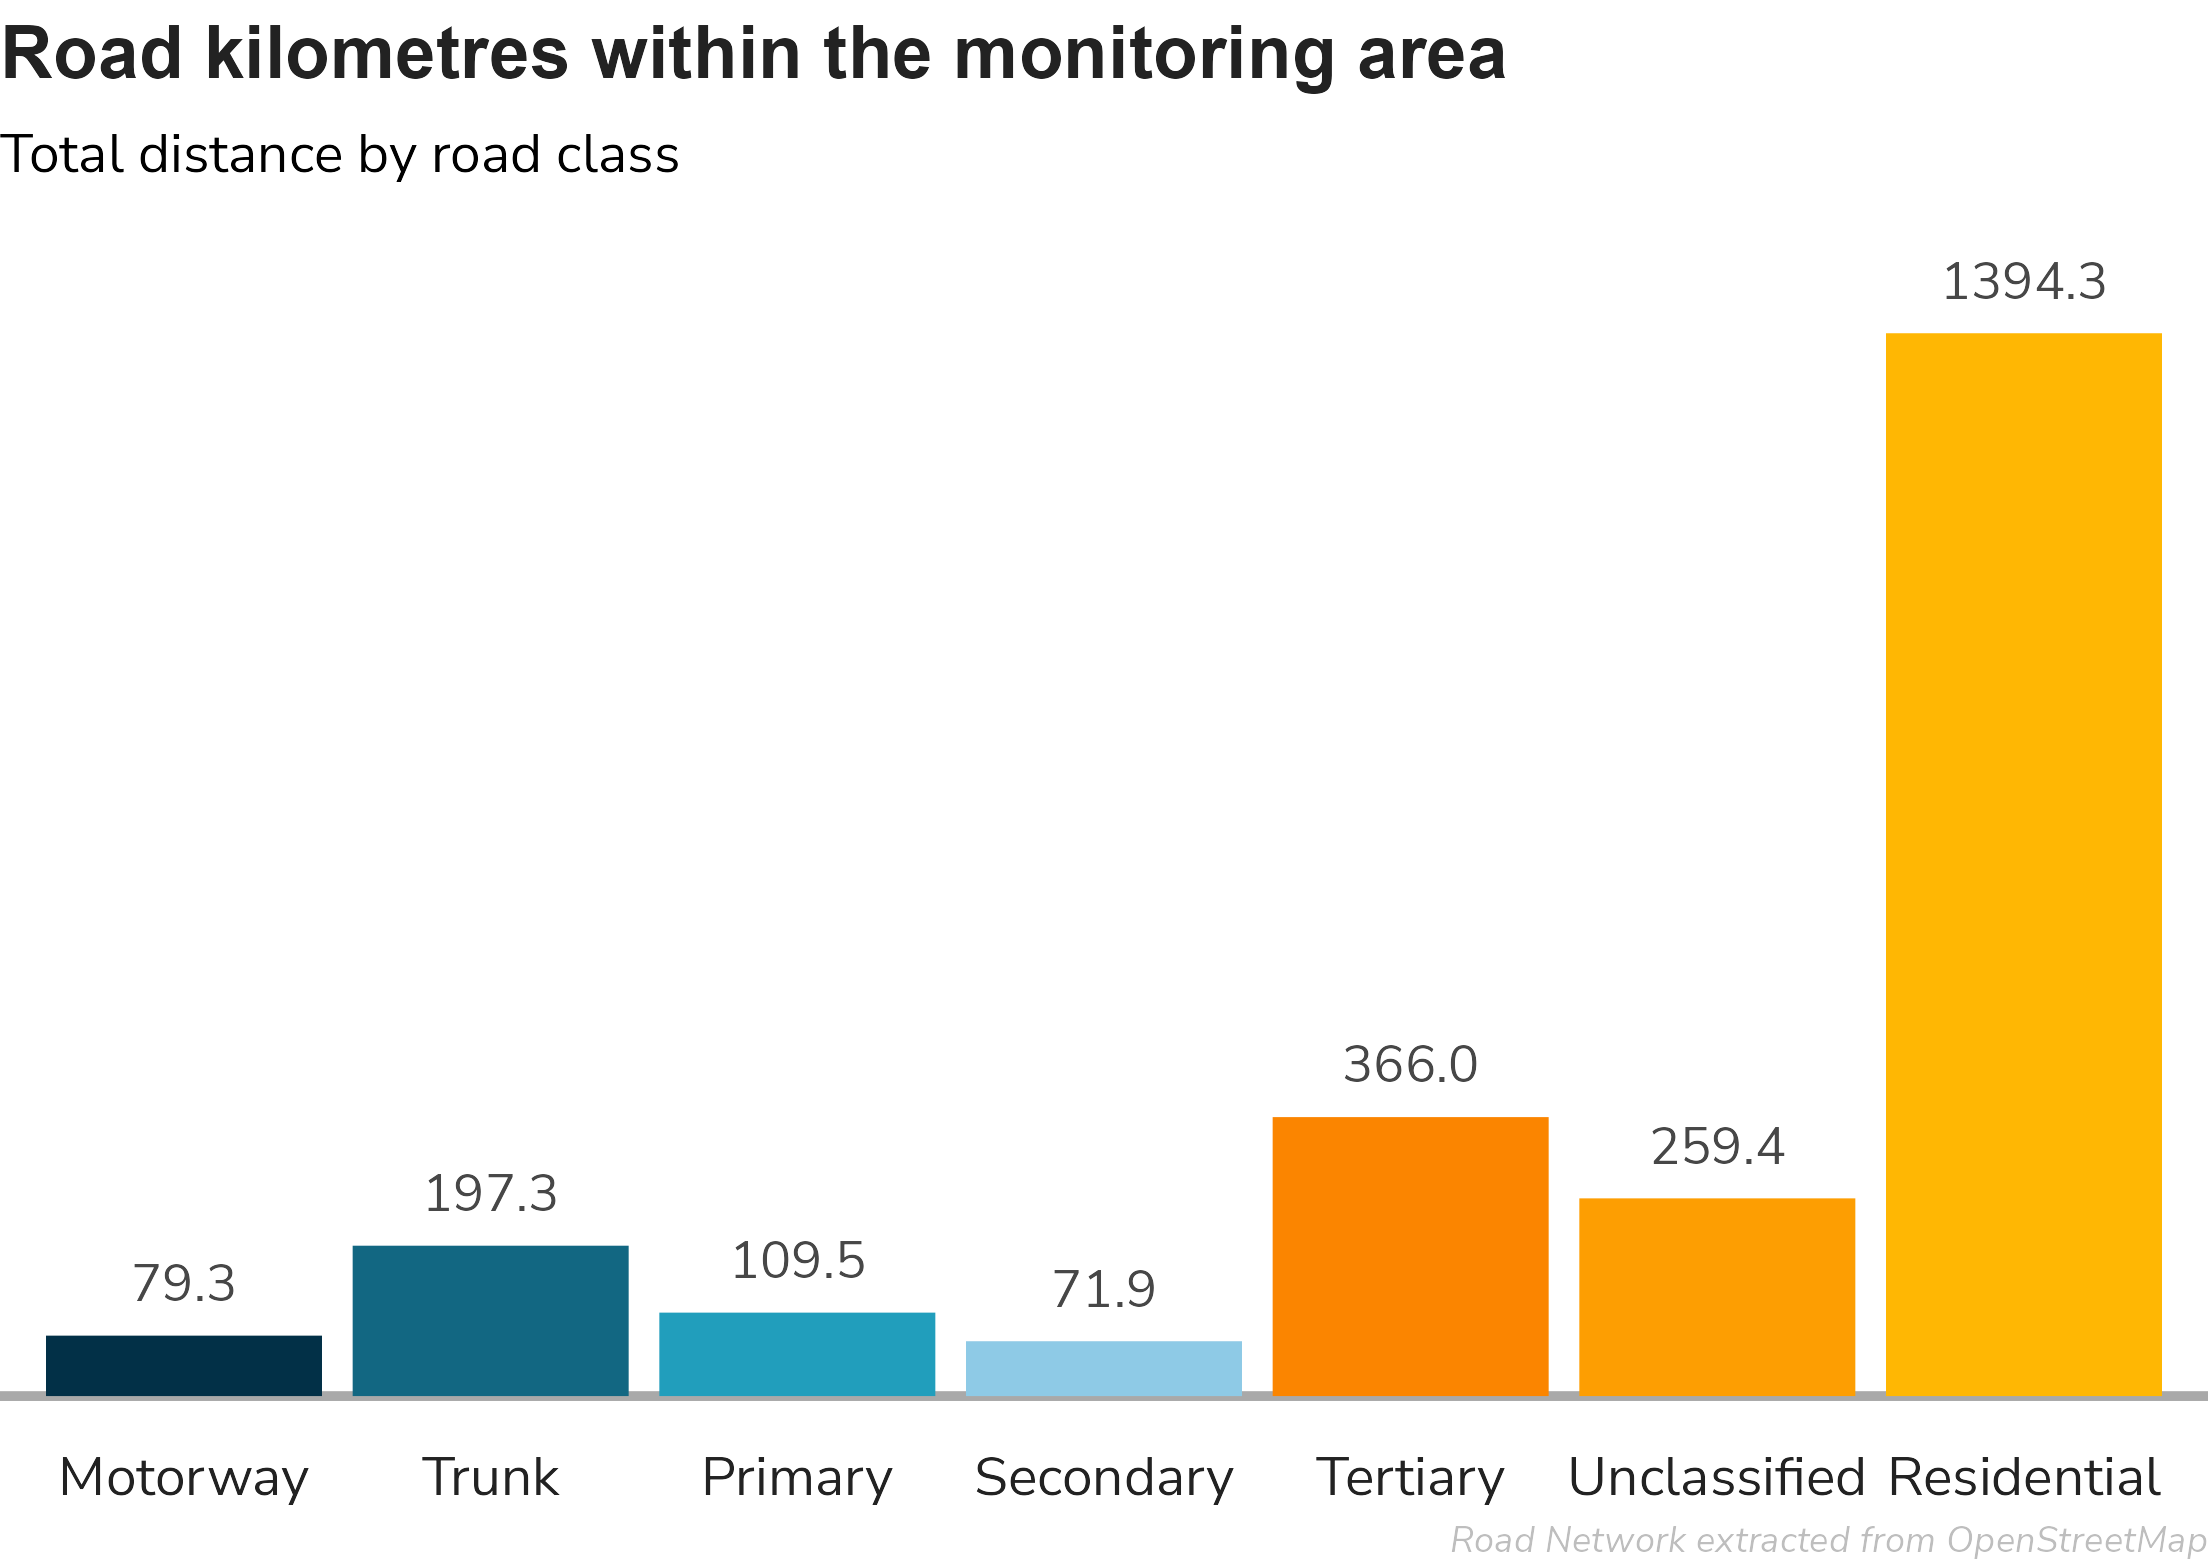 Road kilometres within the monitoring area
Total distance by road class
1394.3
366.0
259.4
197.3
109.5
79.3
71.9
Motorway Trunk Primary Secondary Tertiary Unclassified Residential
Road Network extracted from OpenStreetMap